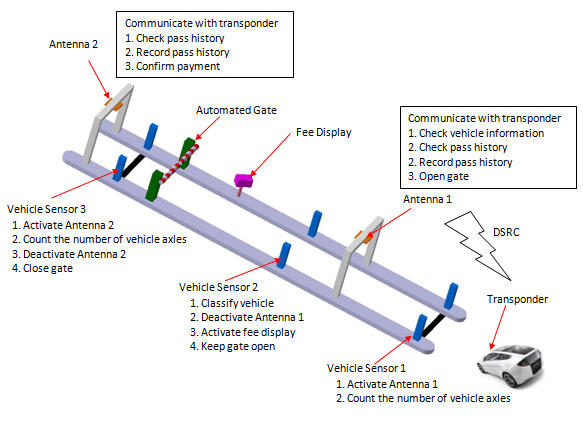 Communicate with transponder
1. Check pass history
2. Record pass history
3. Confirm payment
Antenna 2
Automated Gate
Fee Display
Communicate with transponder
1. Check vehicle information
2. Check pass history
2. Record pass history
3. Open gate
Antenna 1
DSRC
Transponder
Vehicle Sensor 3
1. Activate Antenna 2
2. Count the number of vehicle axles
3. Deactivate Antenna 2
4. Close gate
Vehicle Sensor 2
1. Classify vehicle
2. Deactivate Antenna 1
3. Activate fee display
4. Keep gate open
Vehicle Sensor 1
1. Activate Antenna 1
2. Count the number of vehicle axles